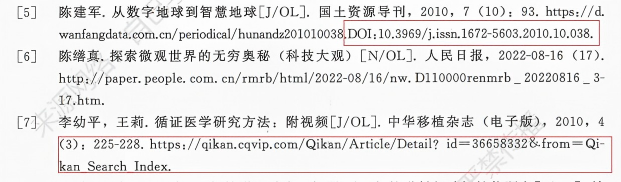 [5] 陈建军. 从数字地球到智慧地球[J/OL]. 国土资源导刊, 2010, 7 (10): 93. https://d.
wanfangdata.com.cn/periodical/hunandz201010038.DOI:10.3969/j.issn.1672-5603.2010.10.038.
[6] 陈缙真. 探索微观世界的无穷奥秘 (科技大观) [N/OL]. 人民日报, 2022-08-16 (17).
http://paper.people.com.cn/rmrb/html/2022-08/16/nw.D110000renmrb_20220816_3-
17.htm.
[7] 李幼平, 王莉. 循证医学研究方法: 附视频[J/OL]. 中华移植杂志 (电子版), 2010, 4
(3): 225-228. https://qikan.cqvip.com/Qikan/Article/Detail? id=36658332&from=Qi-
kan_Search_Index.